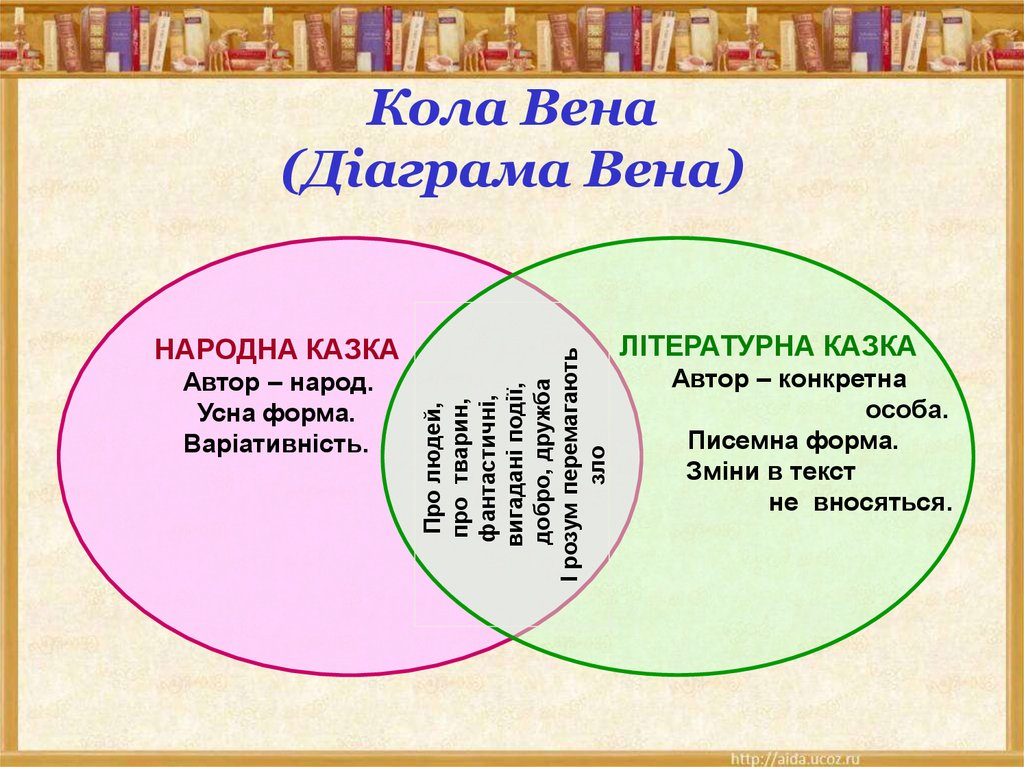 Кола Вена
(Діаграма Вена)
НАРОДНА КАЗКА
Автор – народ.
Усна форма.
Варіативність.
Про людей,
про тварин,
фантастичні,
вигадані події,
добро, дружба
І розум перемагають
зло
ЛІТЕРАТУРНА КАЗКА
Автор – конкретна
особа.
Писемна форма.
Зміни в текст
не вносяться.
http://aida.ucoz.ru